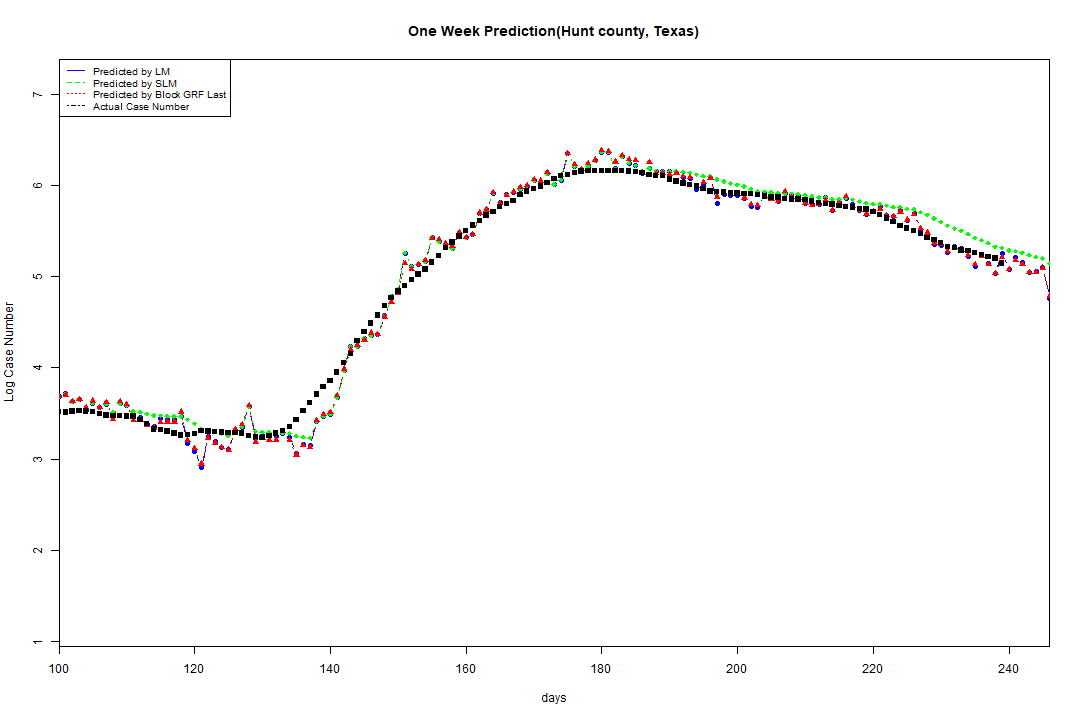 One Week Prediction(Hunt county, Texas)
Predicted by LM
Predicted by SLM
Predicted by Block GRF Last
Actual Case Number
7
6
5
4
3
2
1
Log Case Number
100 120 140 160 180 200 220 240
days